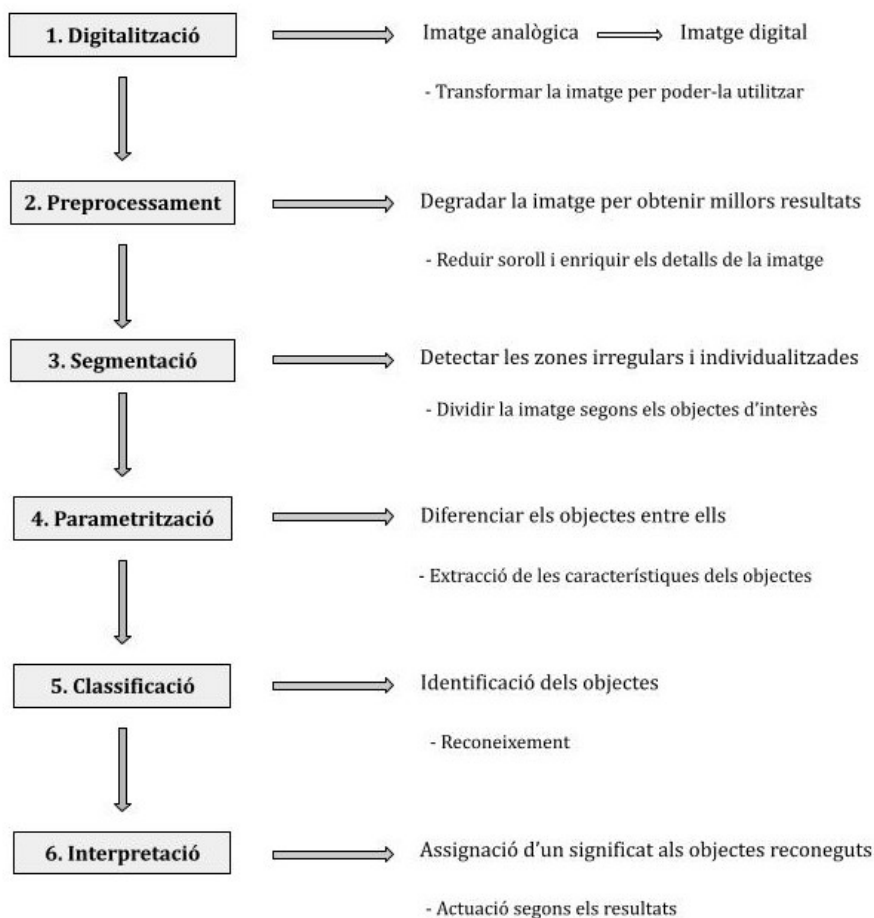 1. Digitalització
Imatge analògica Imatge digital
- Transformar la imatge per poder-la utilitzar
2. Preprocessament
Degradar la imatge per obtenir millors resultats
- Reduir soroll i enriquir els detalls de la imatge
3. Segmentació
Detectar les zones irregulars i individualitzades
- Dividir la imatge segons els objectes d'interès
4. Parametrització
Diferenciar els objectes entre ells
- Extracció de les característiques dels objectes
5. Classificació
Identificació dels objectes
- Reconeixement
6. Interpretació
Assignació d'un significat als objectes reconeguts
- Actuació segons els resultats